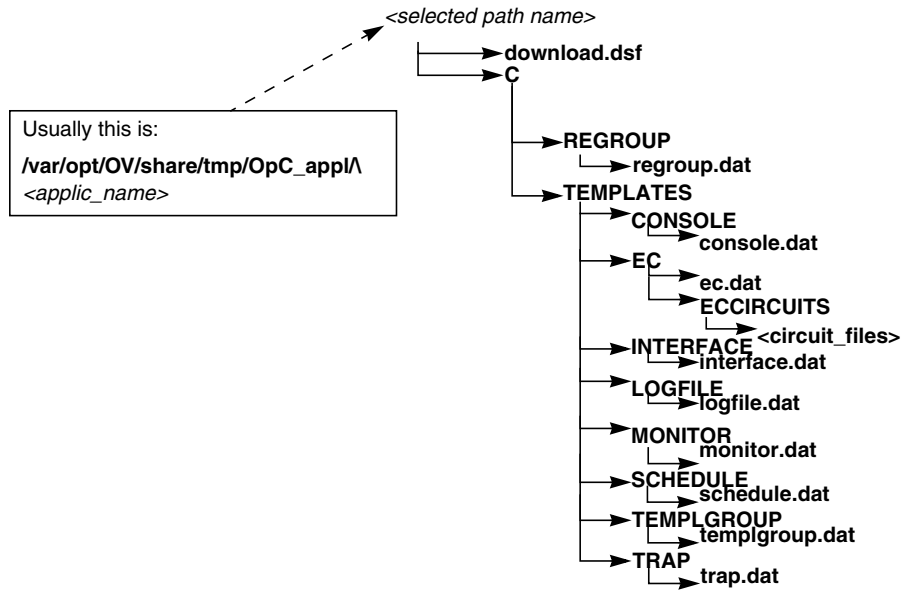 <selected path name>
download.dsf
C
Usually this is:
/var/opt/OV/share/tmp/OpC_appl/\
<applic_name>
REGROUP
regroup.dat
TEMPLATES
CONSOLE
console.dat
EC
ec.dat
ECCIRCUITS
<circuit_files>
INTERFACE
interface.dat
LOGFILE
logfile.dat
MONITOR
monitor.dat
SCHEDULE
schedule.dat
TEMPLGROUP
templgroup.dat
TRAP
trap.dat